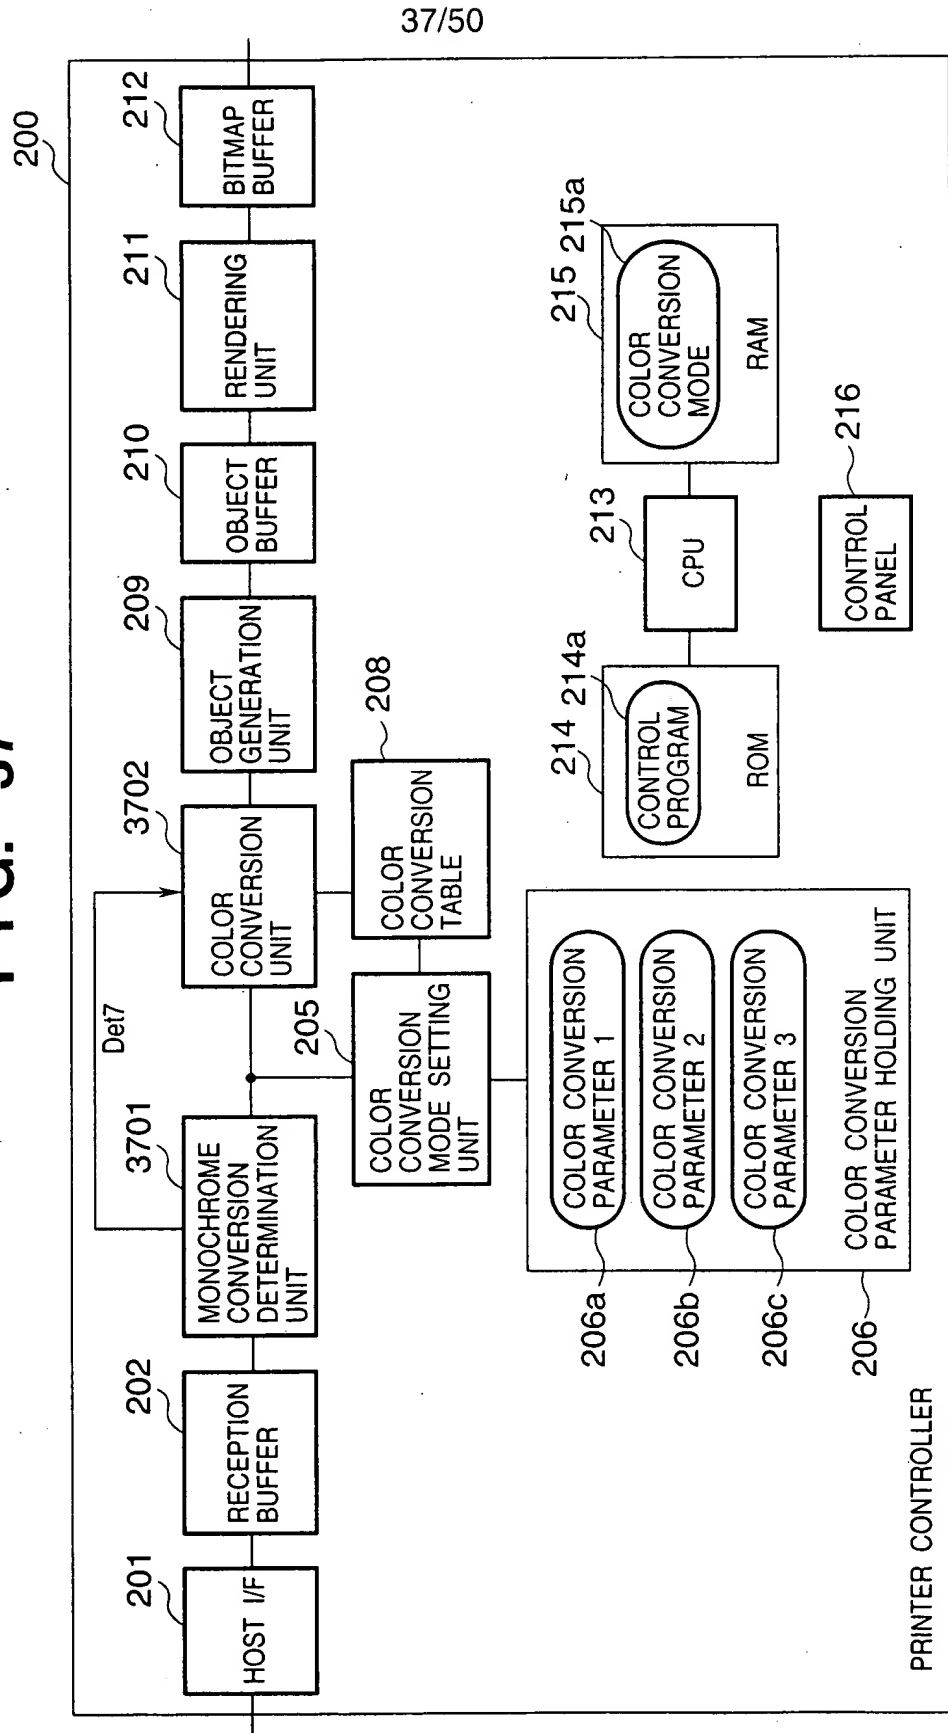 37/50
FIG. 37
200
201
HOST I/F
202
RECEPTION
BUFFER
3701
MONOCHROME
CONVERSION
DETERMINATION
UNIT
Det7
3702
COLOR
CONVERSION
UNIT
209
OBJECT
GENERATION
UNIT
210
OBJECT
BUFFER
211
RENDERING
UNIT
212
BITMAP
BUFFER
205
COLOR
CONVERSION
MODE SETTING
UNIT
208
COLOR
CONVERSION
TABLE
206a
COLOR CONVERSION
PARAMETER 1
206b
COLOR CONVERSION
PARAMETER 2
206c
COLOR CONVERSION
PARAMETER 3
206
COLOR CONVERSION
PARAMETER HOLDING UNIT
214
214a
CONTROL
PROGRAM
ROM
213
CPU
215
215a
COLOR
CONVERSION
MODE
RAM
216
CONTROL
PANEL
PRINTER CONTROLLER